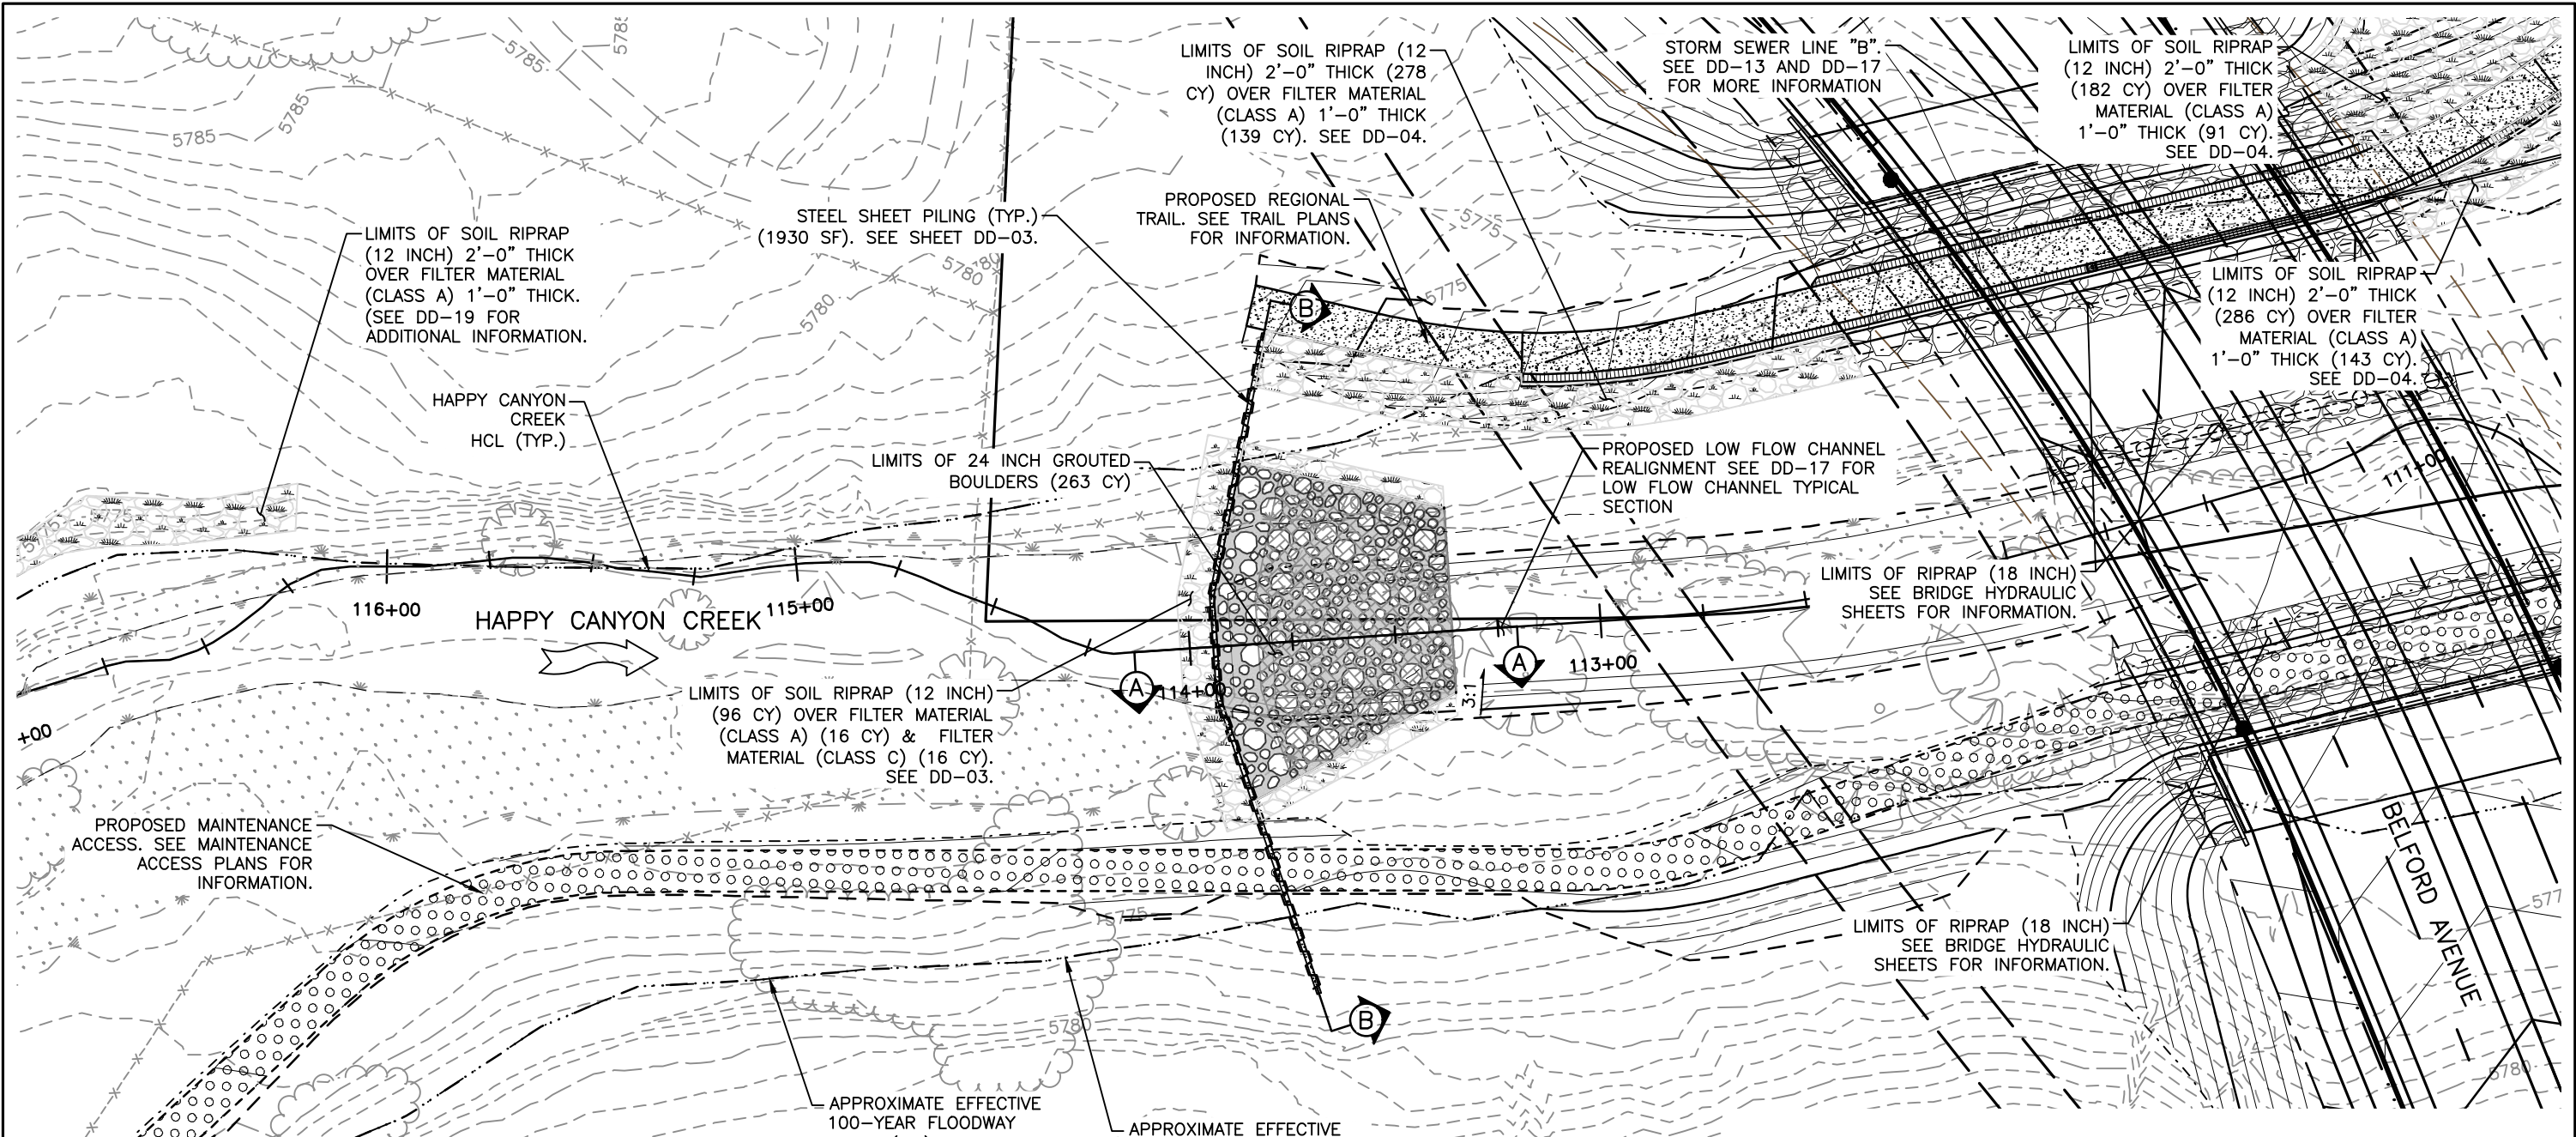 5785
5785
5785
5785
LIMITS OF SOIL RIPRAP (12
INCH) 2'-0" THICK (278
CY) OVER FILTER MATERIAL
(CLASS A) 1'-0" THICK
(139 CY). SEE DD-04.
STORM SEWER LINE "B".
SEE DD-13 AND DD-17
FOR MORE INFORMATION
LIMITS OF SOIL RIPRAP
(12 INCH) 2'-0" THICK
(182 CY) OVER FILTER
MATERIAL (CLASS A)
1'-0" THICK (91 CY).
SEE DD-04.
STEEL SHEET PILING (TYP.)
(1930 SF). SEE SHEET DD-03.
PROPOSED REGIONAL
TRAIL. SEE TRAIL PLANS
FOR INFORMATION.
5775
LIMITS OF SOIL RIPRAP
(12 INCH) 2'-0" THICK
OVER FILTER MATERIAL
(CLASS A) 1'-0" THICK.
(SEE DD-19 FOR
ADDITIONAL INFORMATION.
5780
5780
5780
5775
B
LIMITS OF SOIL RIPRAP
(12 INCH) 2'-0" THICK
(286 CY) OVER FILTER
MATERIAL (CLASS A)
1'-0" THICK (143 CY).
SEE DD-04.
HAPPY CANYON
CREEK
HCL (TYP.)
LIMITS OF 24 INCH GROUTED
BOULDERS (263 CY)
PROPOSED LOW FLOW CHANNEL
REALIGNMENT SEE DD-17 FOR
LOW FLOW CHANNEL TYPICAL
SECTION
111+00
5775
5775
116+00
HAPPY CANYON CREEK
115+00
LIMITS OF RIPRAP (18 INCH)
SEE BRIDGE HYDRAULIC
SHEETS FOR INFORMATION.
A
114+00
A
113+00
3:1
LIMITS OF SOIL RIPRAP (12 INCH)
(96 CY) OVER FILTER MATERIAL
(CLASS A) (16 CY) & FILTER
MATERIAL (CLASS C) (16 CY).
SEE DD-03.
+00
PROPOSED MAINTENANCE
ACCESS. SEE MAINTENANCE
ACCESS PLANS FOR
INFORMATION.
5775
BELFORD AVENUE
577
LIMITS OF RIPRAP (18 INCH)
SEE BRIDGE HYDRAULIC
SHEETS FOR INFORMATION.
5780
B
5780
APPROXIMATE EFFECTIVE
100-YEAR FLOODWAY
APPROXIMATE EFFECTIVE